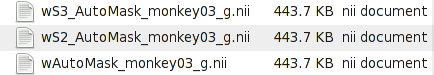 wS3_AutoMask_monkey03_g.nii 443.7 KB nii document
wS2_AutoMask_monkey03_g.nii 443.7 KB nii document
wAutoMask_monkey03_g.nii 443.7 KB nii document